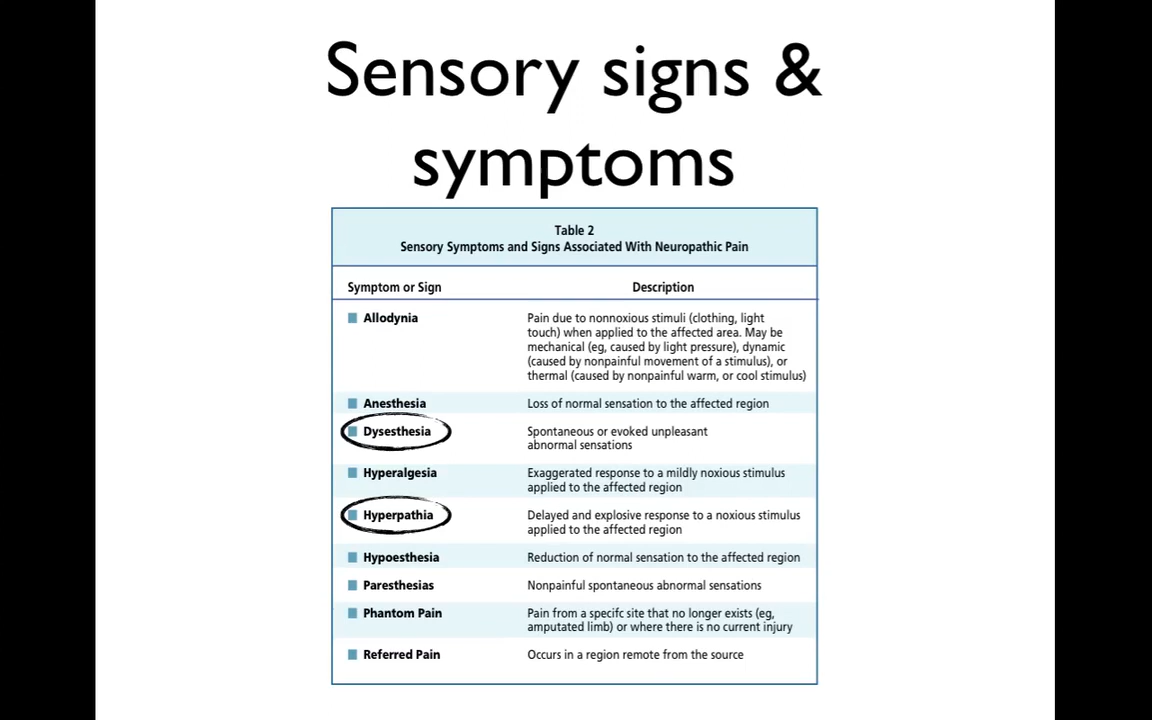 Sensory signs &
symptoms
Table 2
Sensory Symptoms and Signs Associated With Neuropathic Pain
Symptom or Sign Description
Allodynia Pain due to nonnoxious stimuli (clothing, light
touch) when applied to the affected area. May be
mechanical (eg, caused by light pressure), dynamic
(caused by nonpainful movement of a stimulus), or
thermal (caused by nonpainful warm, or cool stimulus)
Anesthesia Loss of normal sensation to the affected region
Dysesthesia Spontaneous or evoked unpleasant
abnormal sensations
Hyperalgesia Exaggerated response to a mildly noxious stimulus
applied to the affected region
Hyperpathia Delayed and explosive response to a noxious stimulus
applied to the affected region
Hypoesthesia Reduction of normal sensation to the affected region
Paresthesias Nonpainful spontaneous abnormal sensations
Phantom Pain Pain from a specifc site that no longer exists (eg,
amputated limb) or where there is no current injury
Referred Pain Occurs in a region remote from the source